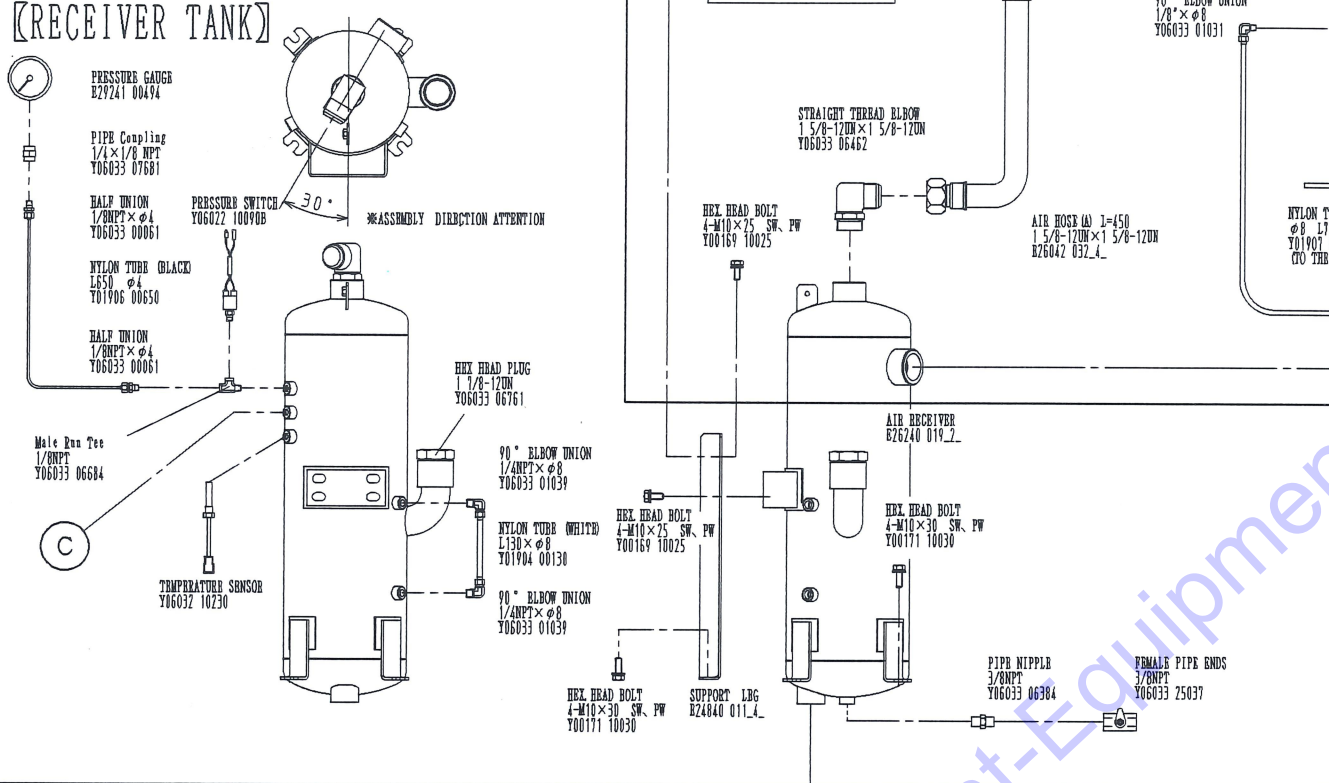 【RECEIVER TANK】
PRESSURE GAUGE
E29241 00494
PIPE Coupling
1/4×1/8 NPT
Y06033 07681
HALF UNION
1/8NPT×φ4
Y06033 00061
PRESSURE SWITCH
Y06022 10090B
30°
※ASSEMBLY DIRECTION ATTENTION
NYLON TUBE (BLACK)
L650 φ4
Y01906 00650
HALF UNION
1/8NPT×φ4
Y06033 00061
Male Run Tee
1/8NPT
Y06033 06684
C
TEMPERATURE SENSOR
Y06032 10230
HEX HEAD PLUG
1 7/8-12UN
Y06033 06761
90° ELBOW UNION
1/4NPT×φ8
Y06033 01039
NYLON TUBE (WHITE)
L130×φ8
Y01904 00130
90° ELBOW UNION
1/4NPT×φ8
Y06033 01039
90° ELBOW UNION
1/8"×φ8
Y06033 01031
STRAIGHT THREAD ELBOW
1 5/8-12UN×1 5/8-12UN
Y06033 06462
HEX. HEAD BOLT
4-M10×25 SW、PW
Y00169 10025
AIR HOSE (A) L=450
1 5/8-12UN×1 5/8-12UN
E26042 032_4_
NYLON T
φ8 L7
Y01907
(TO THE
AIR RECEIVER
E26240 019_2_
HEX. HEAD BOLT
4-M10×25 SW、PW
Y00169 10025
HEX. HEAD BOLT
4-M10×30 SW、PW
Y00171 10030
HEX. HEAD BOLT
4-M10×30 SW、PW
Y00171 10030
SUPPORT LEG
E24840 011_4_
PIPE NIPPLE
3/8NPT
Y06033 06384
FEMALE PIPE ENDS
3/8NPT
Y06033 25037
t-Equipmen